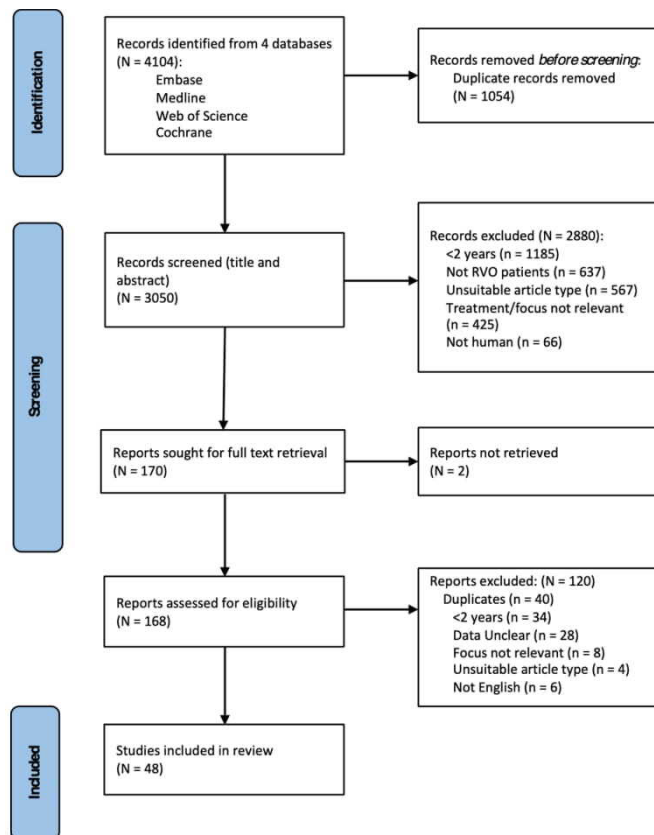 Identification
Records identified from 4 databases
(N = 4104):
Embase
Medline
Web of Science
Cochrane
Records removed before screening:
Duplicate records removed
(N = 1054)
Screening
Records screened (title and
abstract)
(N = 3050)
Records excluded (N = 2880):
<2 years (n = 1185)
Not RVO patients (n = 637)
Unsuitable article type (n = 567)
Treatment/focus not relevant
(n = 425)
Not human (n = 66)
Reports sought for full text retrieval
(N = 170)
Reports not retrieved
(N = 2)
Reports assessed for eligibility
(N = 168)
Reports excluded: (N = 120)
Duplicates (n = 40)
<2 years (n = 34)
Data Unclear (n = 28)
Focus not relevant (n = 8)
Unsuitable article type (n = 4)
Not English (n = 6)
Included
Studies included in review
(N = 48)